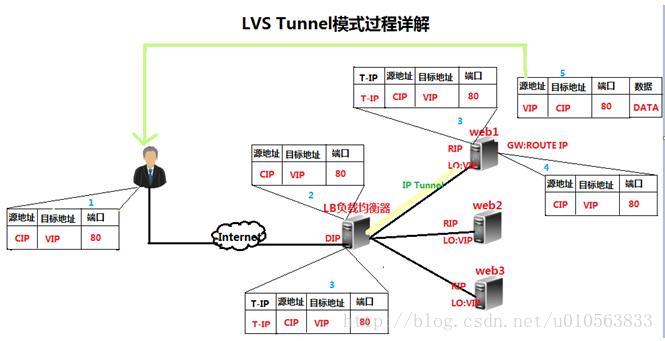 LVS Tunnel模式过程详解
T-IP 源地址 目标地址 端口
T-IP CIP VIP 80
3
5
源地址 目标地址 端口 数据
VIP CIP 80 DATA
web1
RIP
LO:VIP
GW:ROUTE IP
4
源地址 目标地址 端口
CIP VIP 80
源地址 目标地址 端口
CIP VIP 80
2
IP Tunnel
LB负载均衡器
DIP
1
源地址 目标地址 端口
CIP VIP 80
Internet
web2
RIP
LO:VIP
web3
RIP
LO:VIP
3
T-IP 源地址 目标地址 端口
T-IP CIP VIP 80
http://blog.csdn.net/u010563833